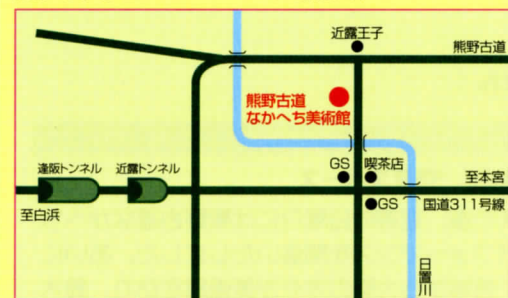 近露王子
熊野古道
熊野古道
なかへち美術館
GS
喫茶店
逢阪トンネル
近露トンネル
至本宮
至白浜
GS
国道311号線
日置川